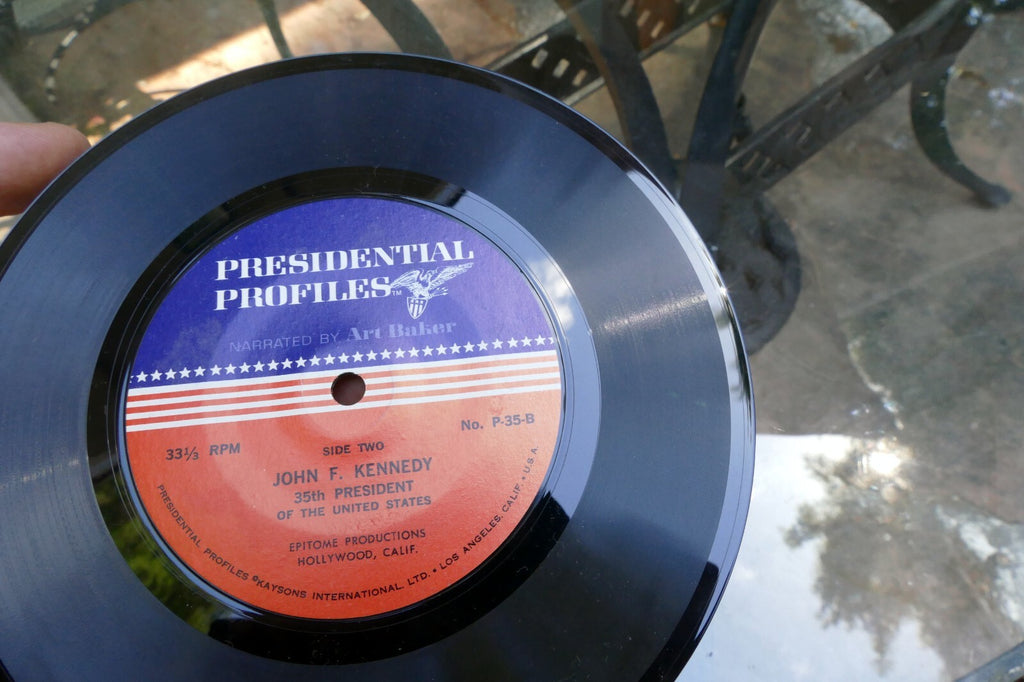 PRESIDENTIAL
PROFILES™
NARRATED BY Art Baker
33⅓ RPM
No. P-35-B
SIDE TWO
JOHN F. KENNEDY
35th PRESIDENT
OF THE UNITED STATES
EPITOME PRODUCTIONS
HOLLYWOOD, CALIF.
PRESIDENTIAL PROFILES ©KAYSONS INTERNATIONAL, LTD. • LOS ANGELES, CALIF. • U.S.A.